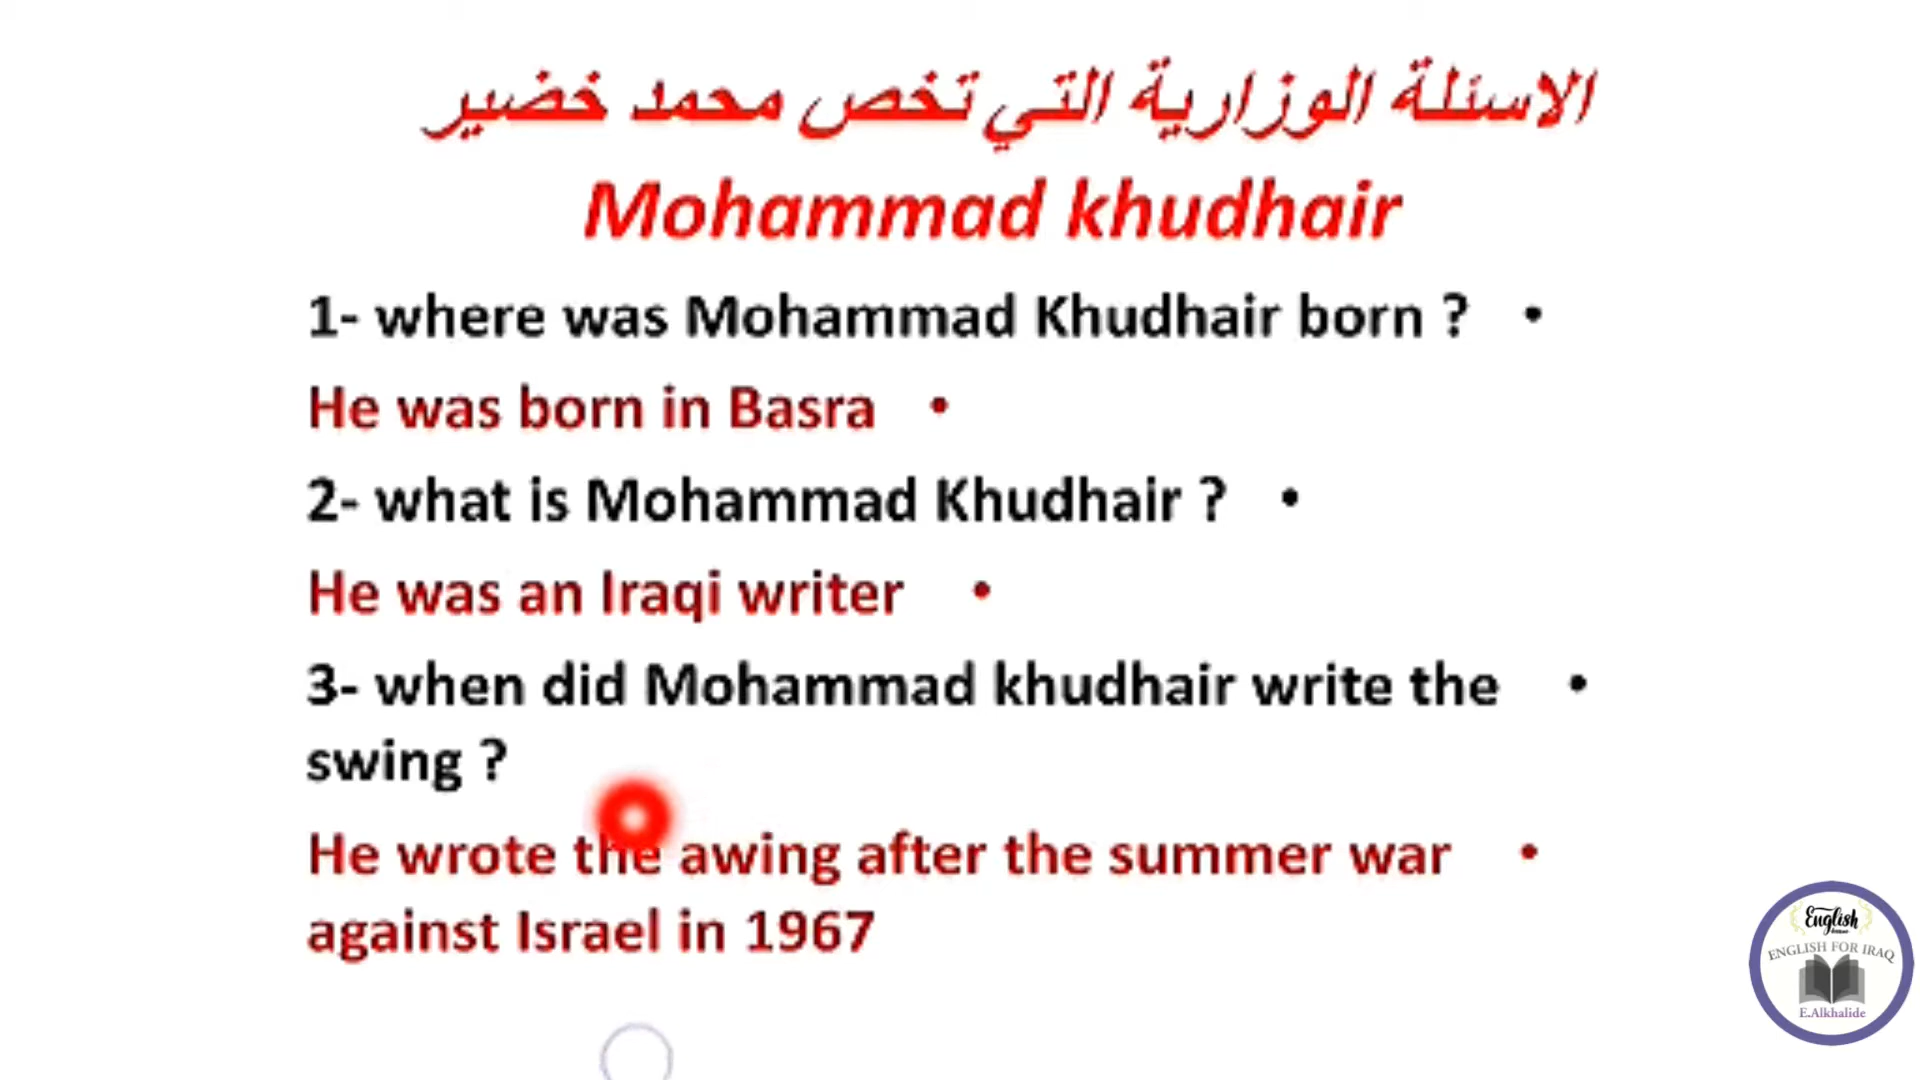 الاسئلة الوزارية التي تخص محمد خضير
Mohammad khudhair
1- where was Mohammad Khudhair born ? •
He was born in Basra •
2- what is Mohammad Khudhair ? •
He was an Iraqi writer •
3- when did Mohammad khudhair write the •
swing ?
He wrote the awing after the summer war •
against Israel in 1967
English
ENGLISH FOR IRAQ
E.Alkhalide